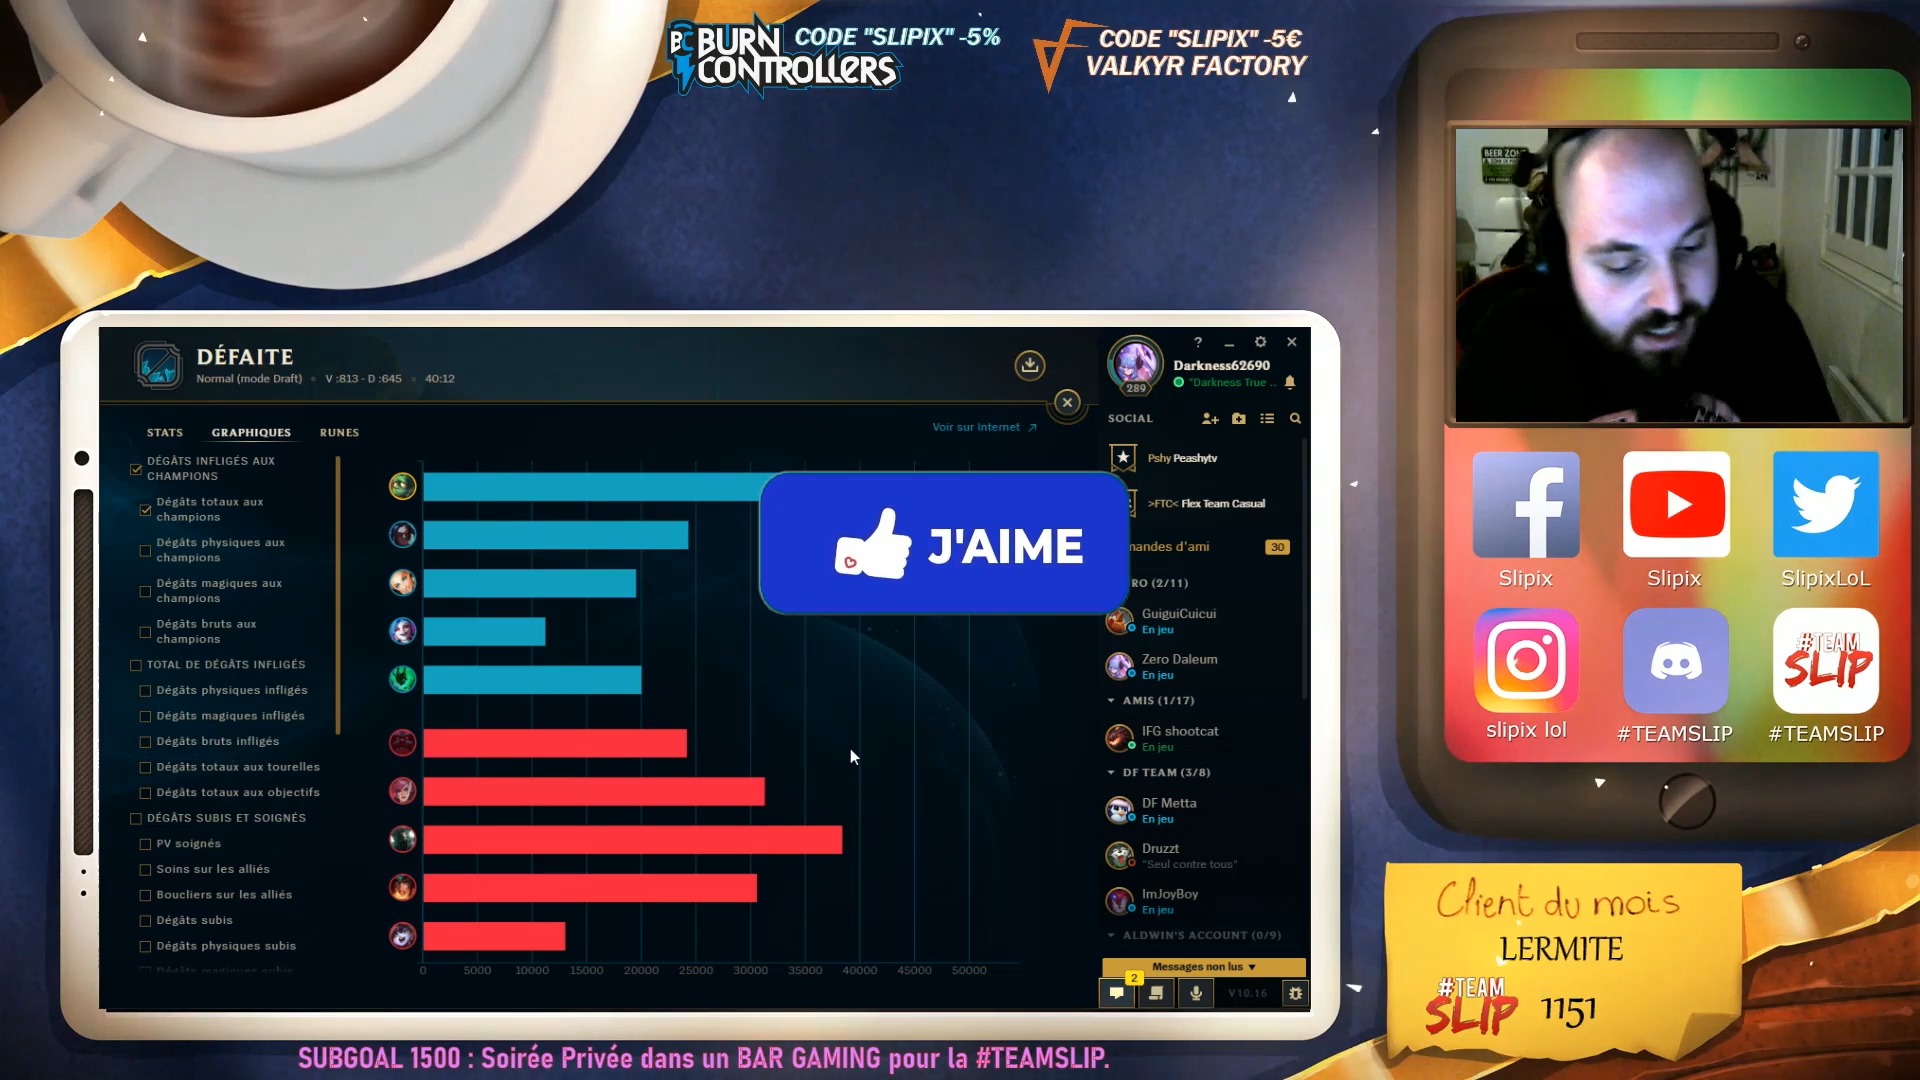 BC BURN CONTROLLERS
CODE "SLIPIX" -5%
CODE "SLIPIX" -5€
VALKYR FACTORY
BEER ZONE
DÉFAITE
Normal (mode Draft) • V :813 - D :645 • 40:12
STATS GRAPHIQUES RUNES
Voir sur Internet
DÉGÂTS INFLIGÉS AUX
CHAMPIONS
Dégâts totaux aux
champions
Dégâts physiques aux
champions
Dégâts magiques aux
champions
Dégâts bruts aux
champions
TOTAL DE DÉGÂTS INFLIGÉS
Dégâts physiques infligés
Dégâts magiques infligés
Dégâts bruts infligés
Dégâts totaux aux tourelles
Dégâts totaux aux objectifs
DÉGÂTS SUBIS ET SOIGNÉS
PV soignés
Soins sur les alliés
Boucliers sur les alliés
Dégâts subis
Dégâts physiques subis
Dégâts magiques subis
0 5000 10000 15000 20000 25000 30000 35000 40000 45000 50000
J'AIME
289
Darkness62690
"Darkness True ..
SOCIAL
Pshy Peashytv
>FTC< Flex Team Casual
mandes d'ami 30
RO (2/11)
GuiguiCuicui
En jeu
Zero Daleum
En jeu
AMIS (1/17)
IFG shootcat
En jeu
DF TEAM (3/8)
DF Metta
En jeu
Druzzt
"Seul contre tous"
ImJoyBoy
En jeu
ALDWIN'S ACCOUNT (0/9)
Messages non lus
2
V10.16
Slipix
Slipix
SlipixLoL
#TEAM
SLIP
slipix lol
#TEAMSLIP
#TEAMSLIP
Client du mois
LERMITE
#TEAM
SLIP
1151
SUBGOAL 1500 : Soirée Privée dans un BAR GAMING pour la #TEAMSLIP.